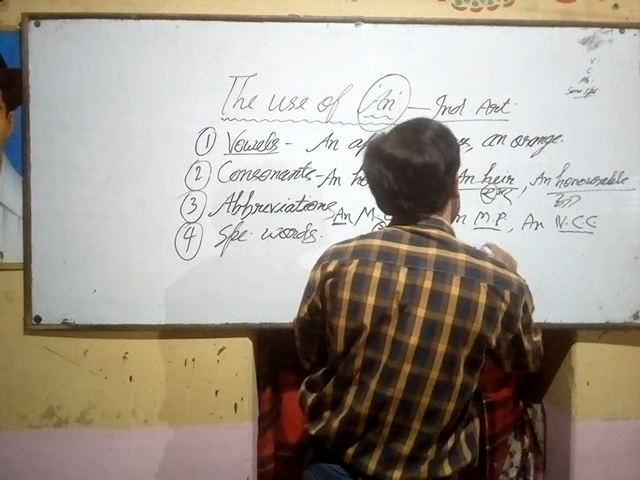 The use of 'An' — Ind Art.
① Vowels - An an orange.
② Consonants - An An heir, An honourable
③ Abbreviations An M M.P., An N.C.C
④ Spe. words.